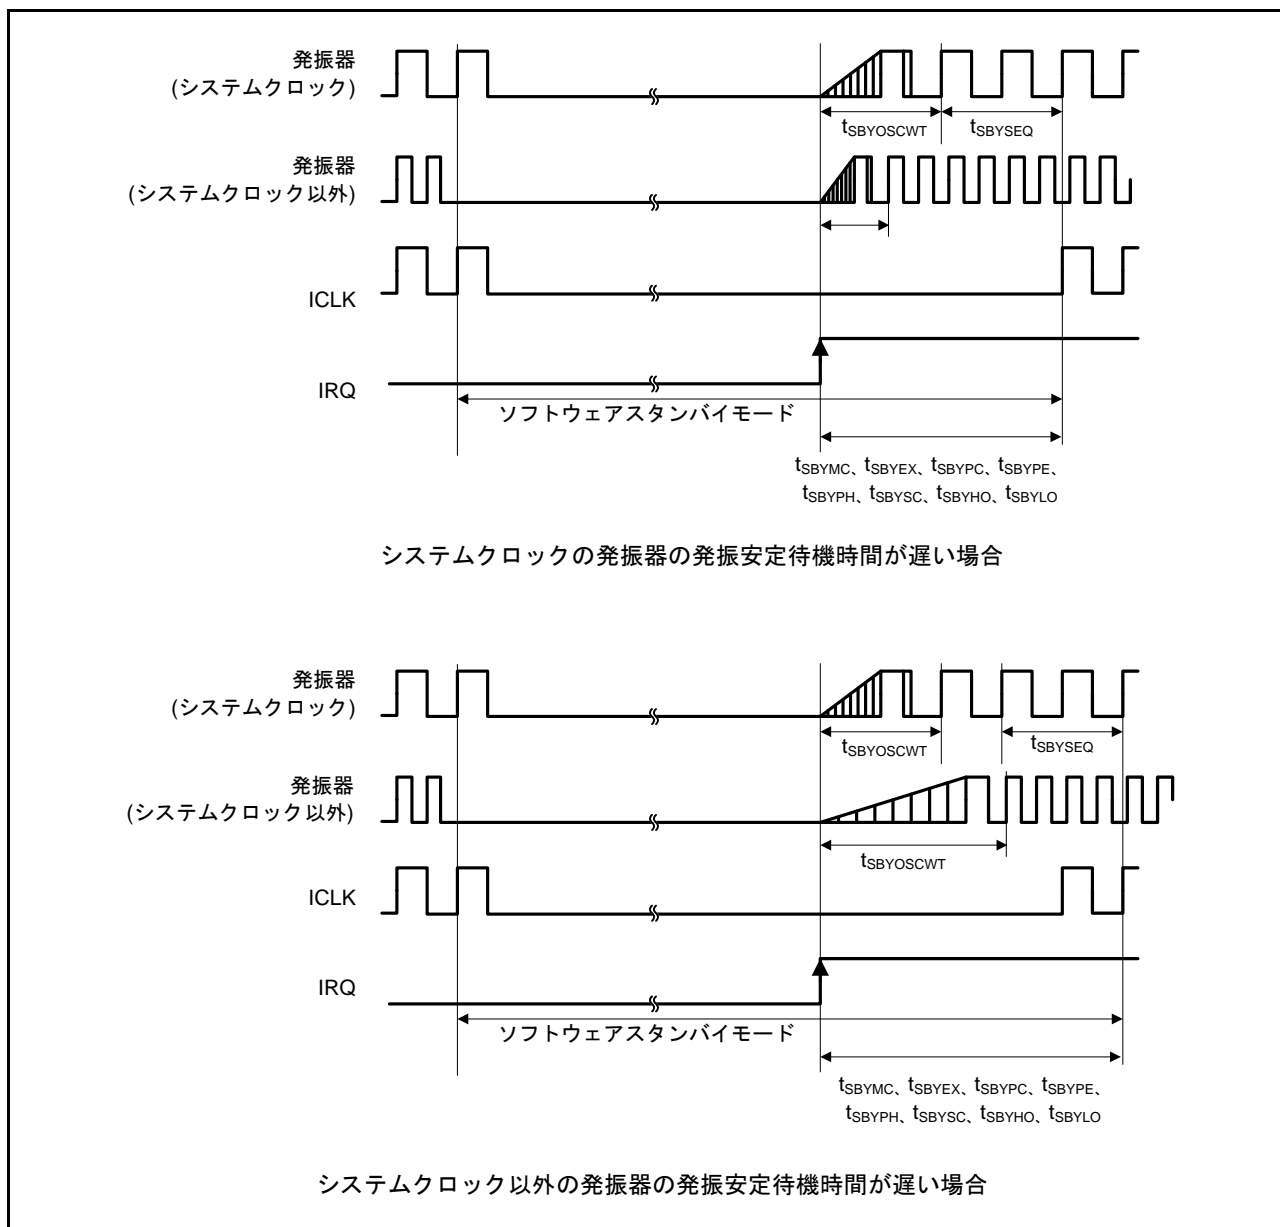 発振器
(システムクロック)
tSBYOSCWT
tSBYSEQ
発振器
(システムクロック以外)
ICLK
IRQ
ソフトウェアスタンバイモード
tSBYMC、tSBYEX、tSBYPC、tSBYPE、
tSBYPH、tSBYSC、tSBYHO、tSBYLO
システムクロックの発振器の発振安定待機時間が遅い場合
発振器
(システムクロック)
tSBYOSCWT
tSBYSEQ
発振器
(システムクロック以外)
tSBYOSCWT
ICLK
IRQ
ソフトウェアスタンバイモード
tSBYMC、tSBYEX、tSBYPC、tSBYPE、
tSBYPH、tSBYSC、tSBYHO、tSBYLO
システムクロック以外の発振器の発振安定待機時間が遅い場合